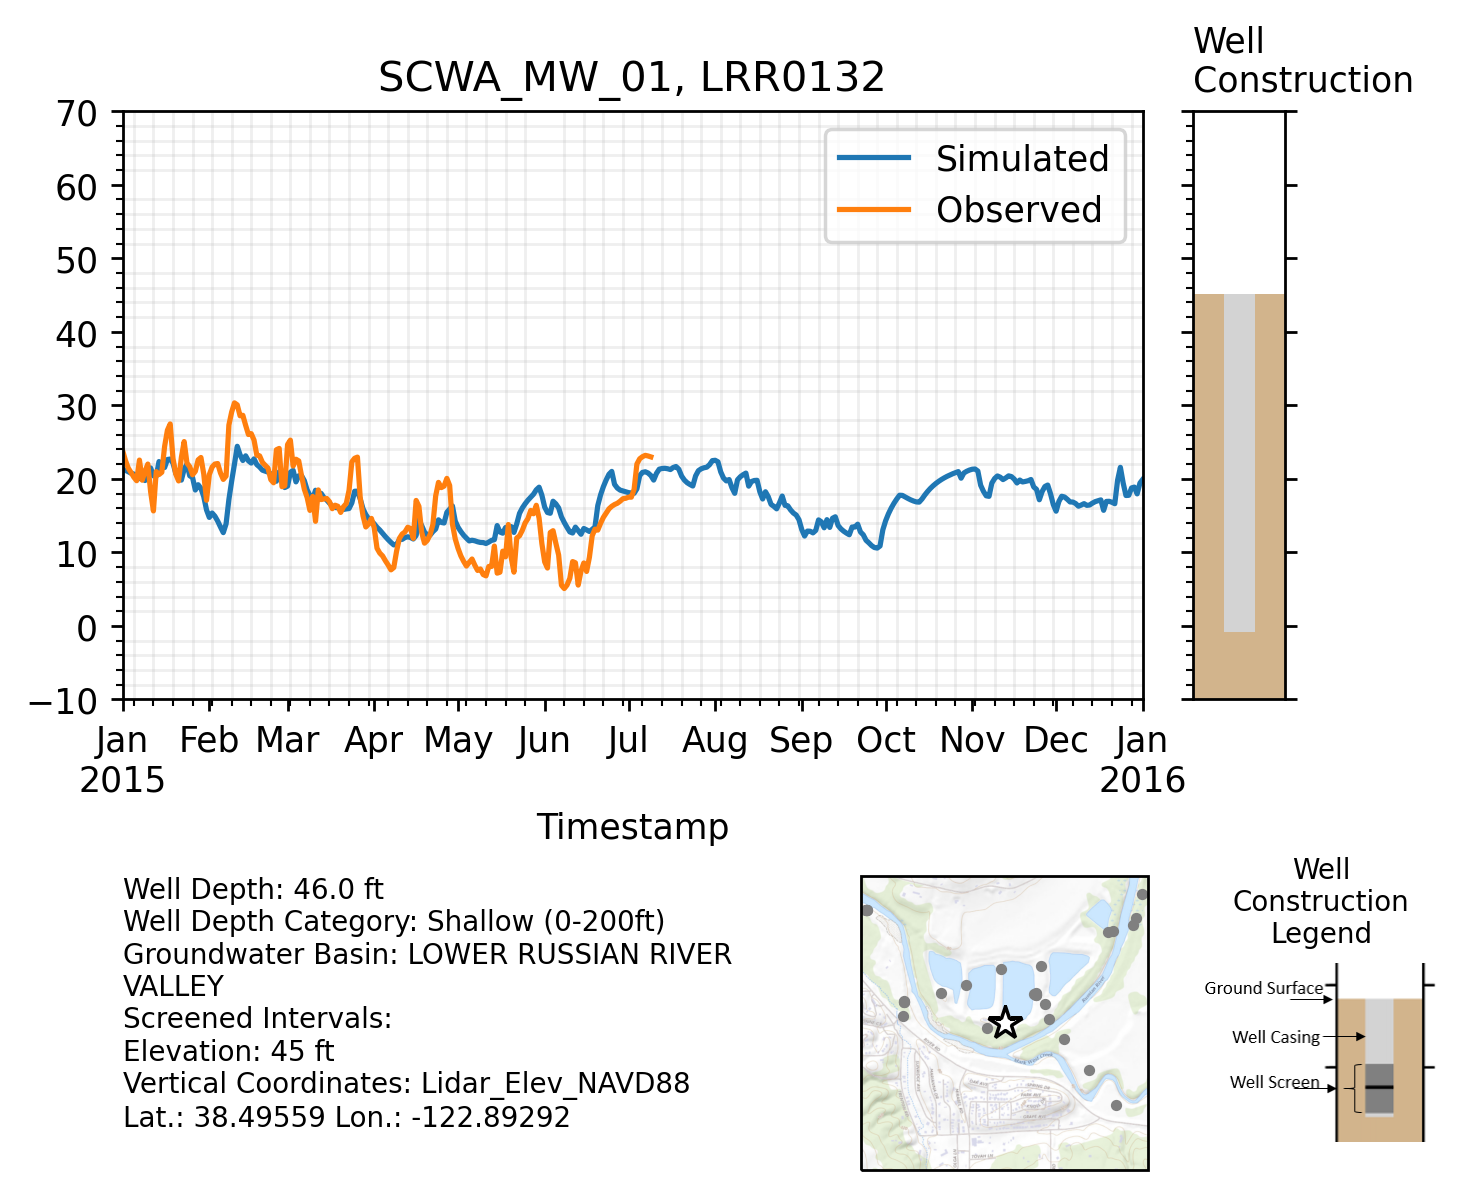 Well
Construction
SCWA_MW_01, LRR0132
70
60
50
40
30
20
10
0
−10
Simulated
Observed
Jan Feb Mar Apr May Jun Jul Aug Sep Oct Nov Dec Jan
2015 2016
Timestamp
Well Depth: 46.0 ft
Well Depth Category: Shallow (0-200ft)
Groundwater Basin: LOWER RUSSIAN RIVER
VALLEY
Screened Intervals:
Elevation: 45 ft
Vertical Coordinates: Lidar_Elev_NAVD88
Lat.: 38.49559 Lon.: -122.89292
Well
Construction
Legend
Ground Surface
Well Casing
Well Screen